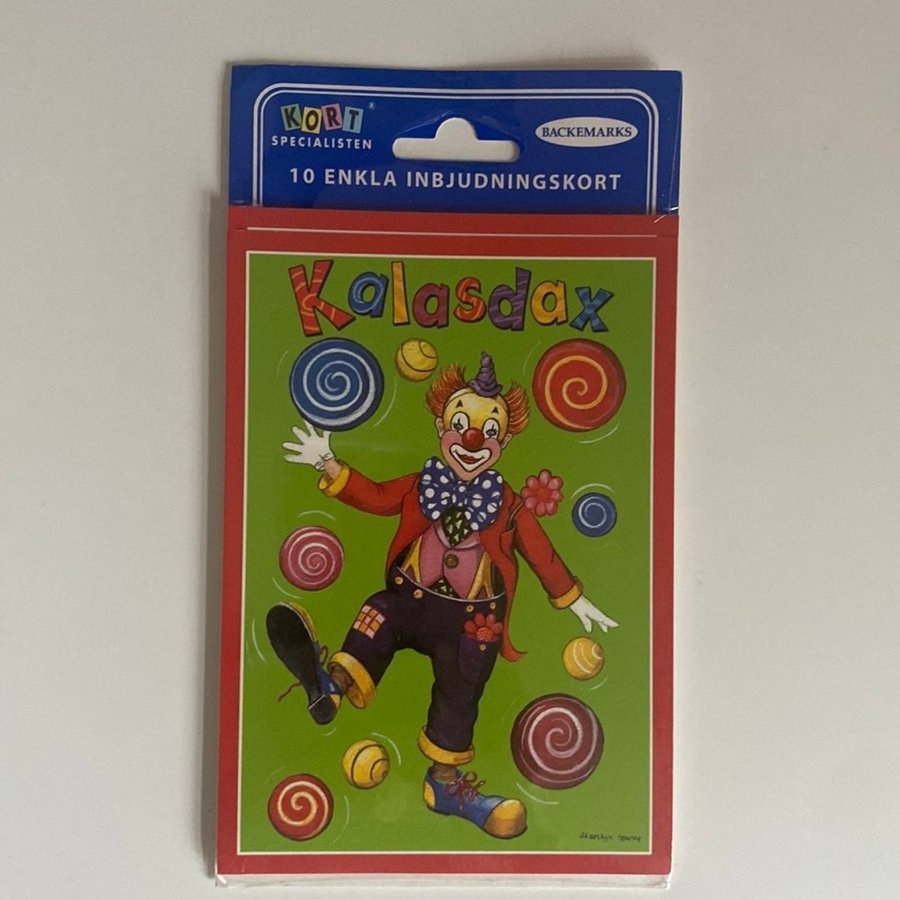 KORT®
SPECIALISTEN
BACKEMARKS
10 ENKLA INBJUDNINGSKORT
Kalasdax